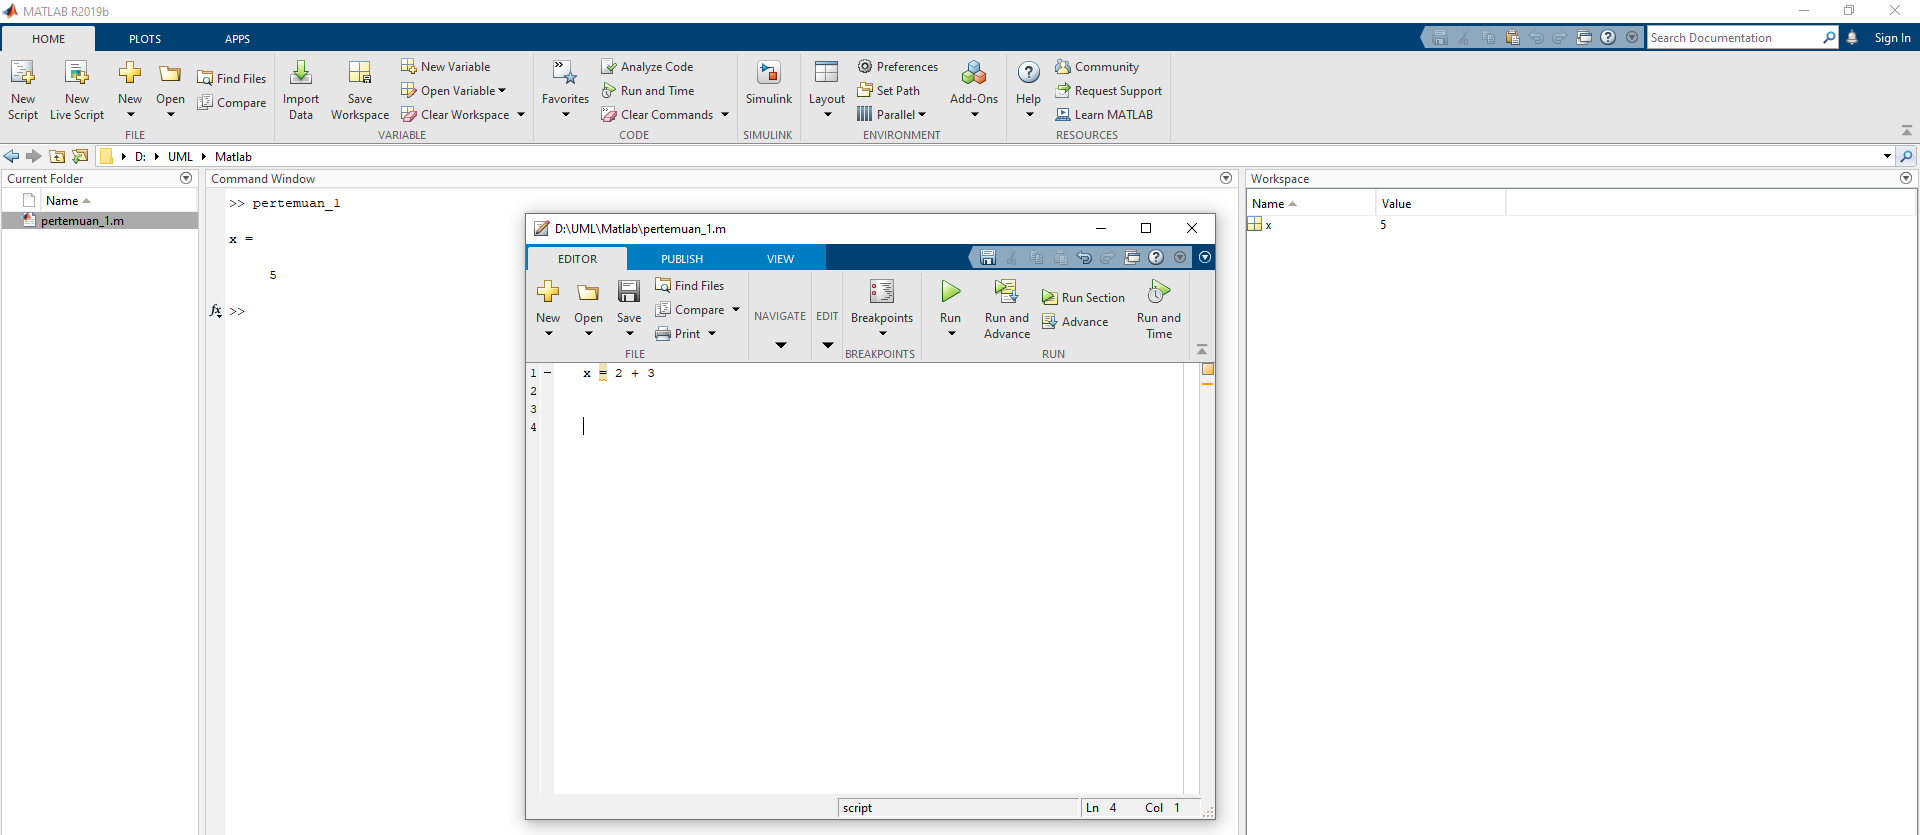 MATLAB R2019b
HOME PLOTS APPS
Search Documentation
Sign In
New Script
New Live Script
New
Open
Find Files
Compare
FILE
Import Data
Save Workspace
New Variable
Open Variable
Clear Workspace
VARIABLE
Favorites
Analyze Code
Run and Time
Clear Commands
CODE
Simulink
SIMULINK
Layout
Preferences
Set Path
Parallel
Add-Ons
ENVIRONMENT
Help
Community
Request Support
Learn MATLAB
RESOURCES
D: UML Matlab
Current Folder
Name
pertemuan_1.m
Command Window
>> pertemuan_1
x =
5
fx >>
D:\UML\Matlab\pertemuan_1.m
EDITOR PUBLISH VIEW
New
Open
Save
Find Files
Compare
Print
FILE
NAVIGATE
EDIT
Breakpoints
BREAKPOINTS
Run
Run and Advance
Run Section
Advance
Run and Time
RUN
1 x = 2 + 3
2
3
4
script
Ln 4 Col 1
Workspace
Name Value
x 5